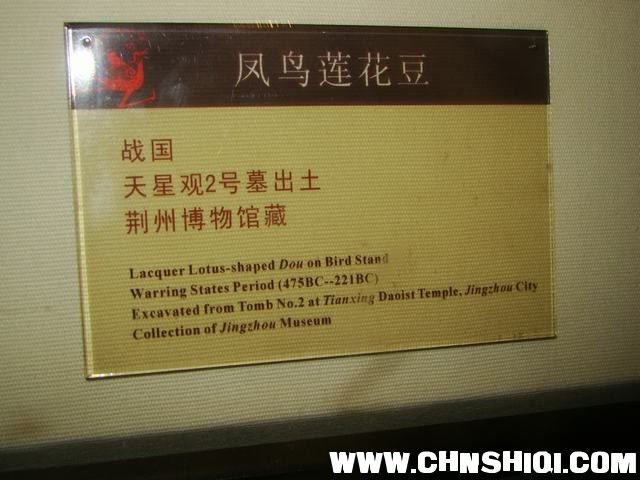 凤鸟莲花豆
战国
天星观2号墓出土
荆州博物馆藏
Lacquer Lotus-shaped Dou on Bird Stand
Warring States Period (475BC--221BC)
Excavated from Tomb No.2 at Tianxing Daoist Temple, Jingzhou City
Collection of Jingzhou Museum
WWW.CHNSHIQI.COM